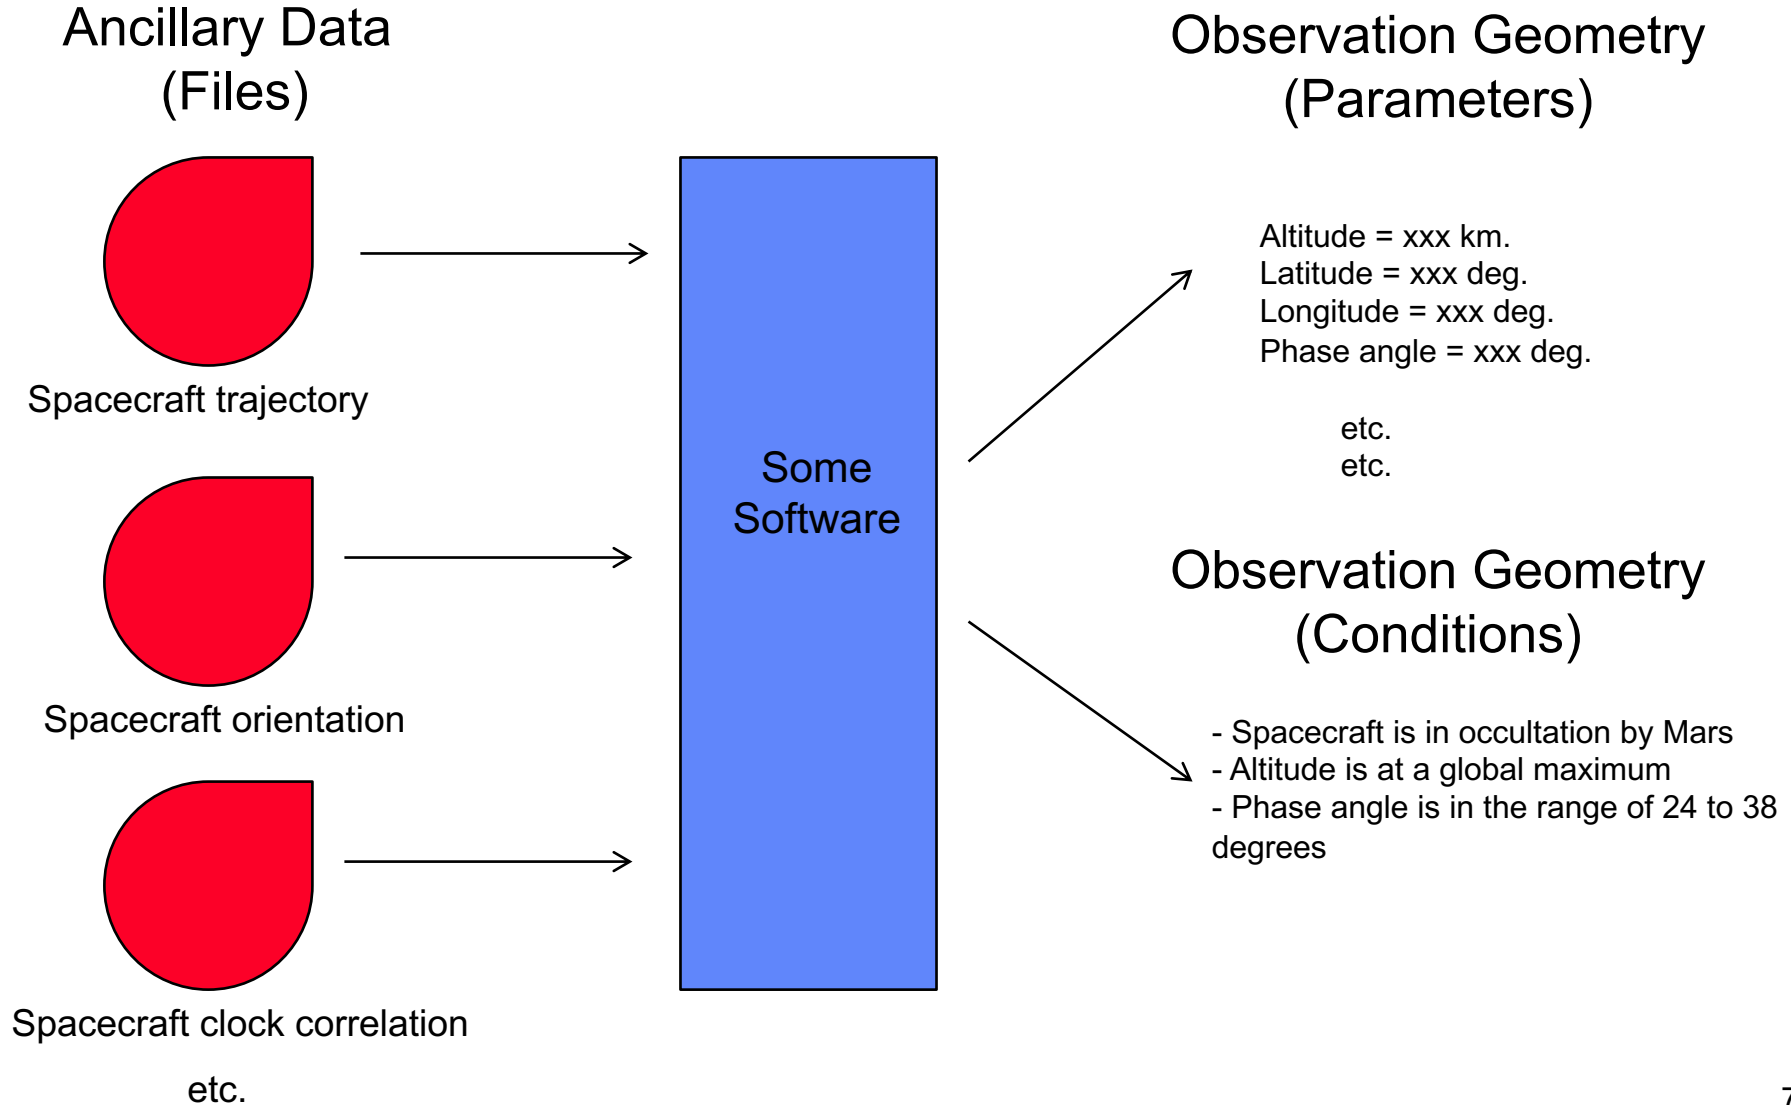 Ancillary Data
(Files)
Spacecraft trajectory
Spacecraft orientation
Spacecraft clock correlation
etc.
Some
Software
Observation Geometry
(Parameters)
Altitude = xxx km.
Latitude = xxx deg.
Longitude = xxx deg.
Phase angle = xxx deg.
etc.
etc.
Observation Geometry
(Conditions)
- Spacecraft is in occultation by Mars
- Altitude is at a global maximum
- Phase angle is in the range of 24 to 38
degrees
7